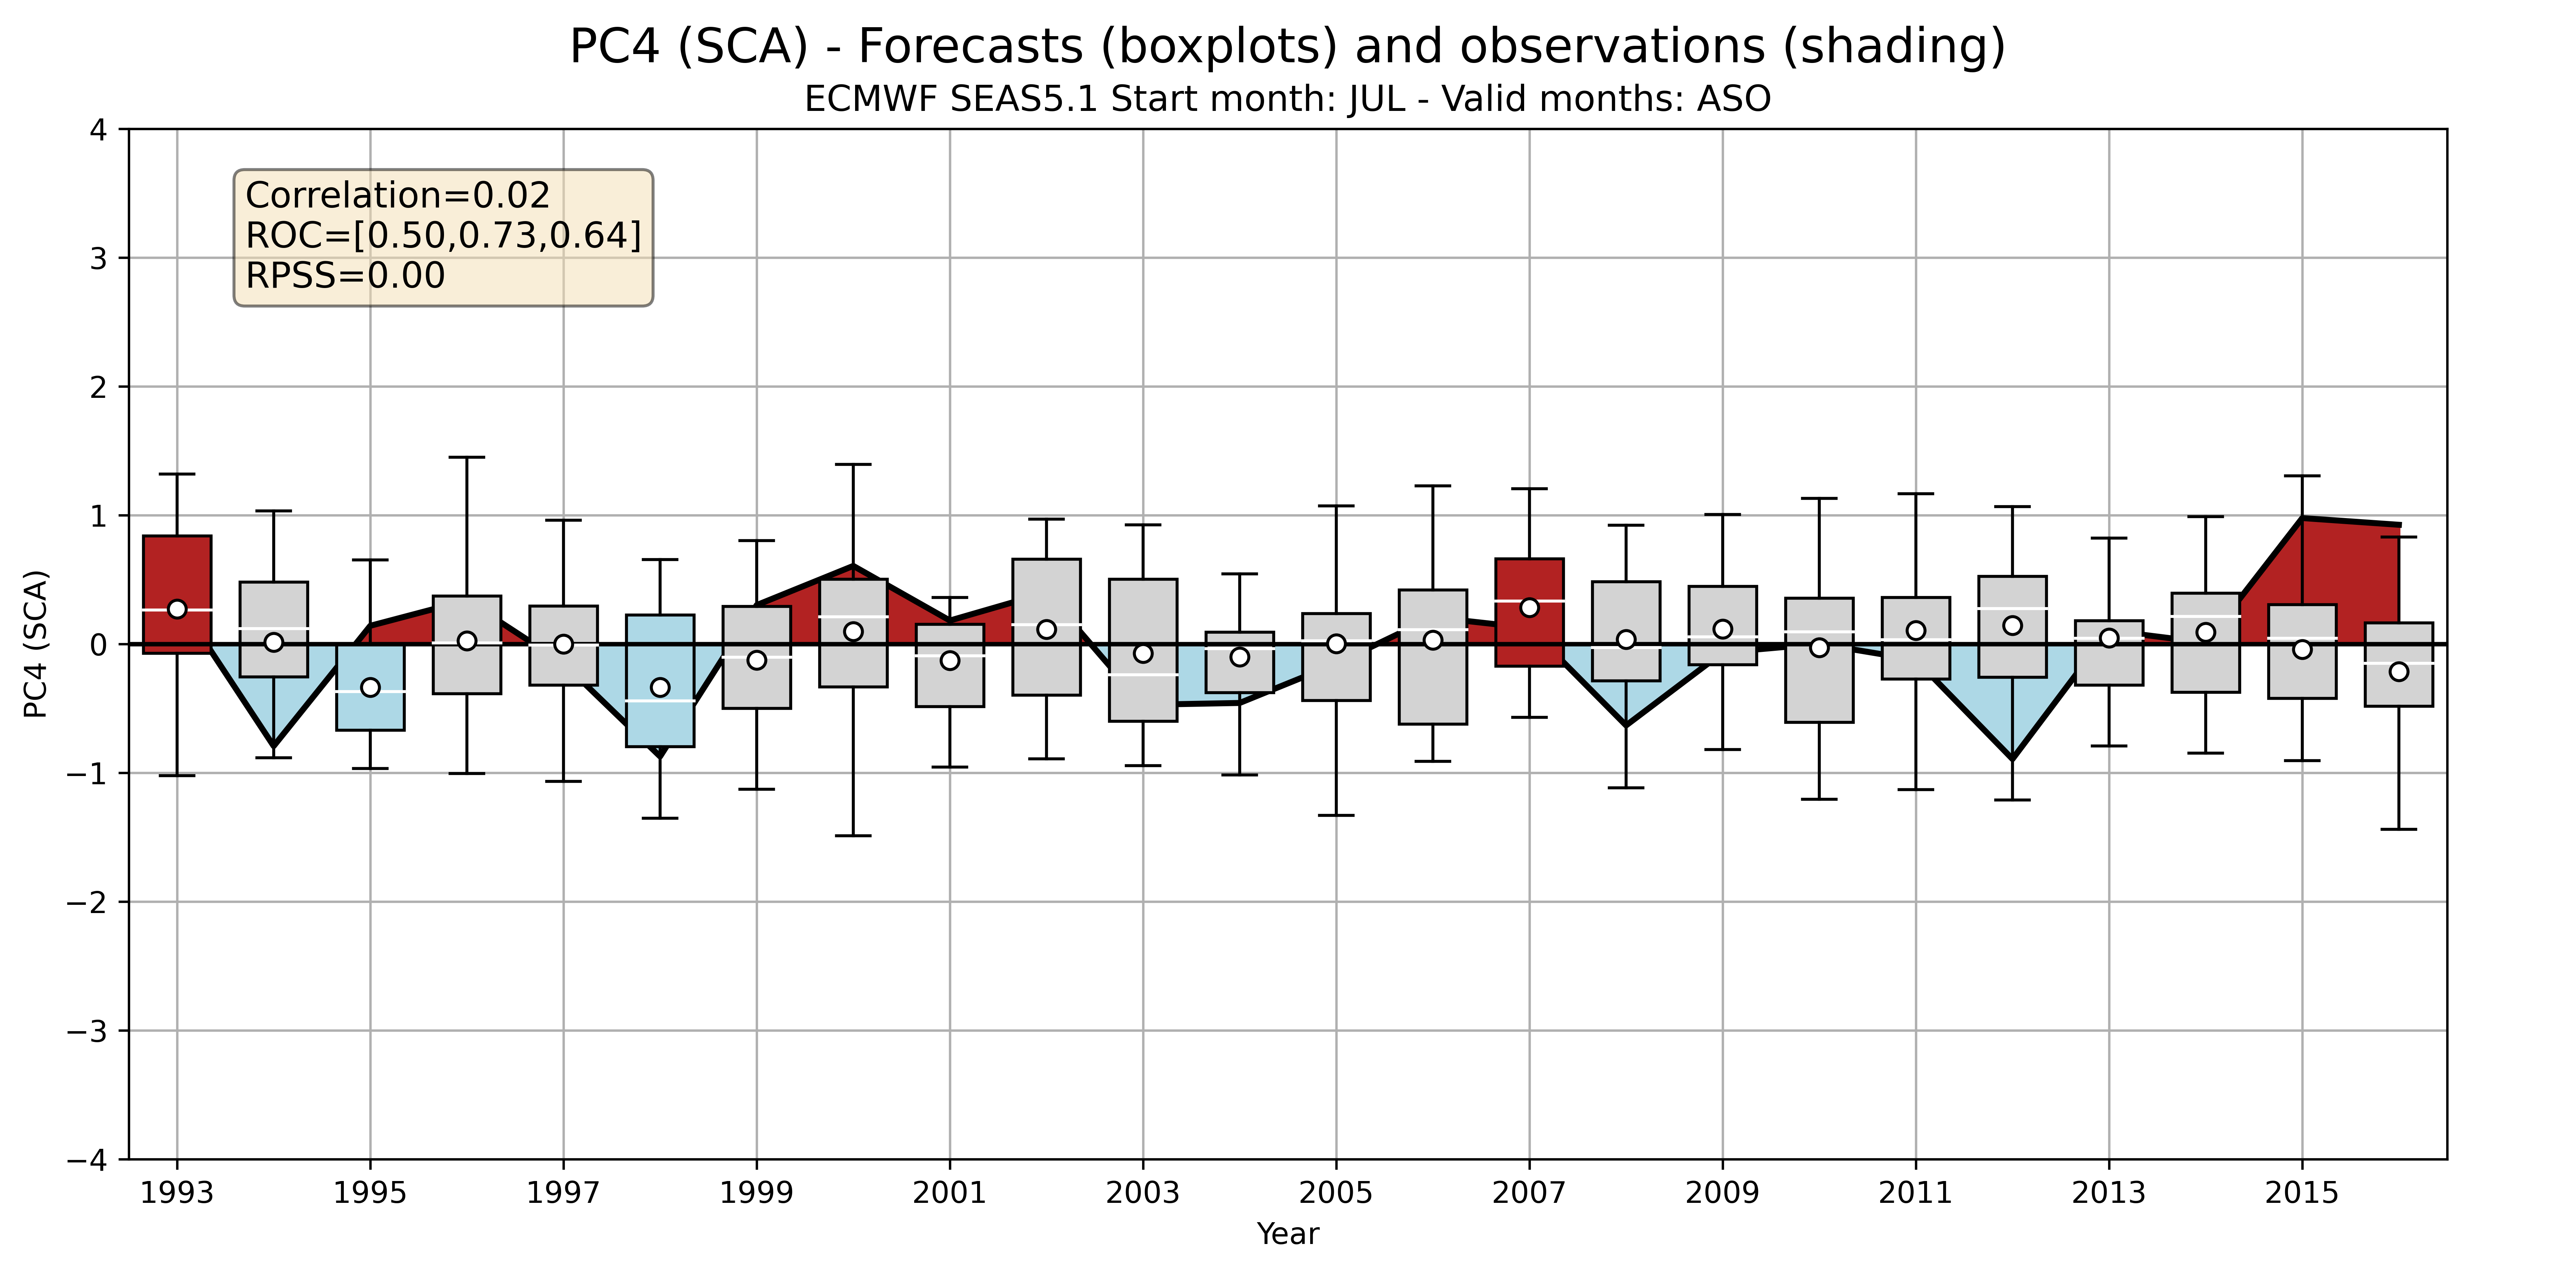 PC4 (SCA) - Forecasts (boxplots) and observations (shading)
ECMWF SEAS5.1 Start month: JUL - Valid months: ASO
Correlation=0.02
ROC=[0.50,0.73,0.64]
RPSS=0.00
PC4 (SCA)
4
3
2
1
0
−1
−2
−3
−4
1993 1995 1997 1999 2001 2003 2005 2007 2009 2011 2013 2015
Year